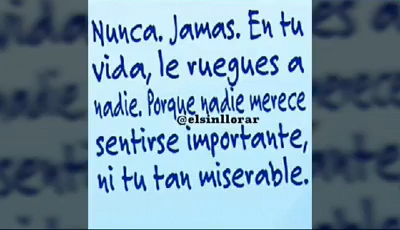 Nunca. Jamas. En tu
vida, le ruegues a
nadie. Porque nadie merece
@elsinllorar
sentirse importante,
ni tu tan miserable.